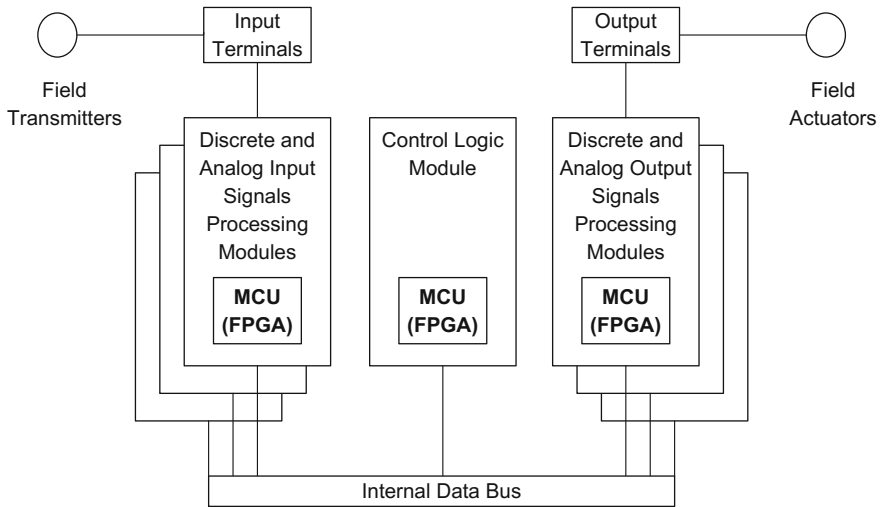 Input
Terminals
Output
Terminals
Field
Transmitters
Field
Actuators
Discrete and
Analog Input
Signals
Processing
Modules
MCU
(FPGA)
Control Logic
Module
MCU
(FPGA)
Discrete and
Analog Output
Signals
Processing
Modules
MCU
(FPGA)
Internal Data Bus